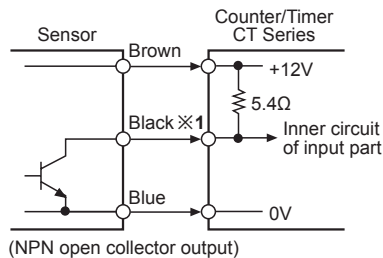 Counter/Timer
CT Series
Sensor
Brown
+12V
5.4Ω
Black ※1
Inner circuit
of input part
Blue
0V
(NPN open collector output)